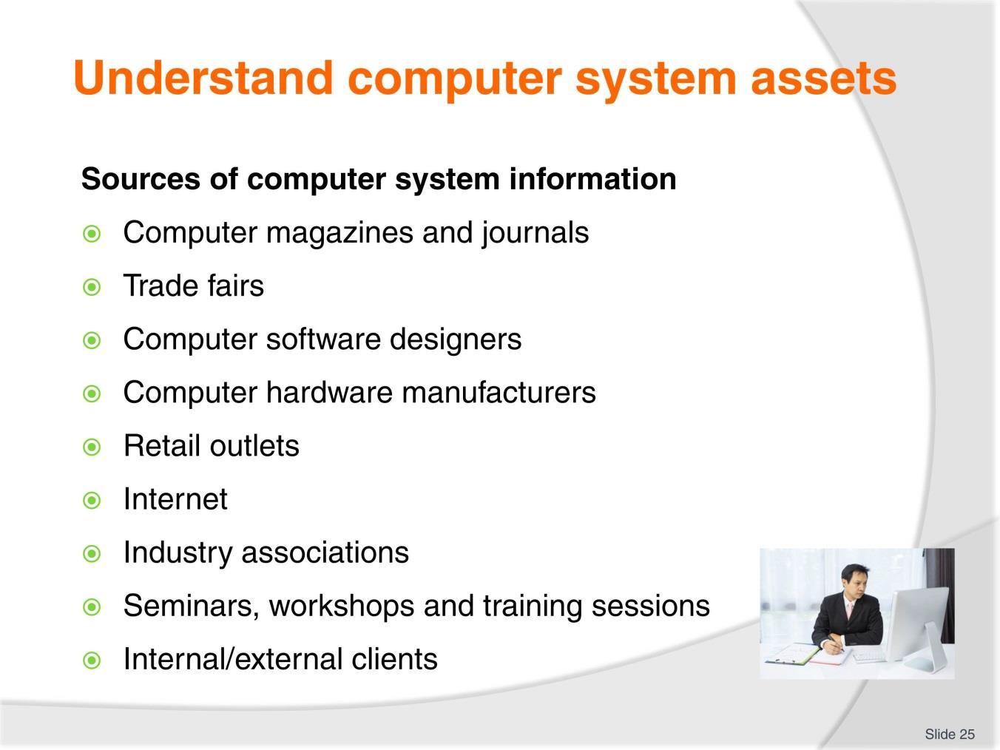 Understand computer system assets
Sources of computer system information
Computer magazines and journals
Trade fairs
Computer software designers
Computer hardware manufacturers
Retail outlets
Internet
Industry associations
Seminars, workshops and training sessions
Internal/external clients
Slide 25